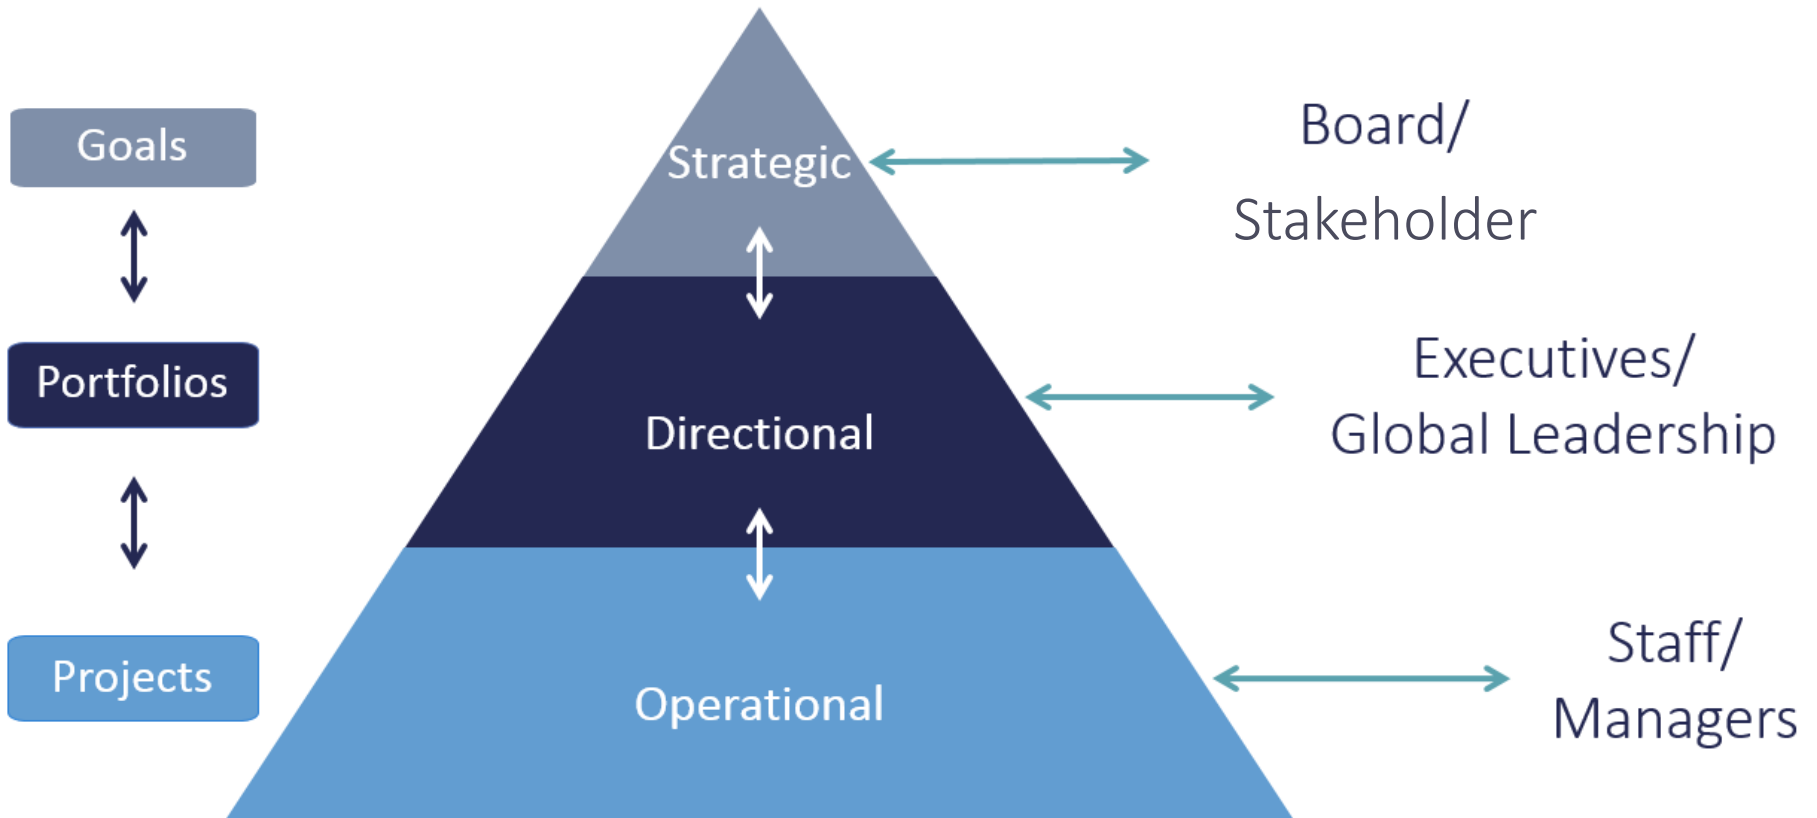 Goals
Strategic
Board/
Stakeholder
Portfolios
Directional
Executives/
Global Leadership
Projects
Operational
Staff/
Managers